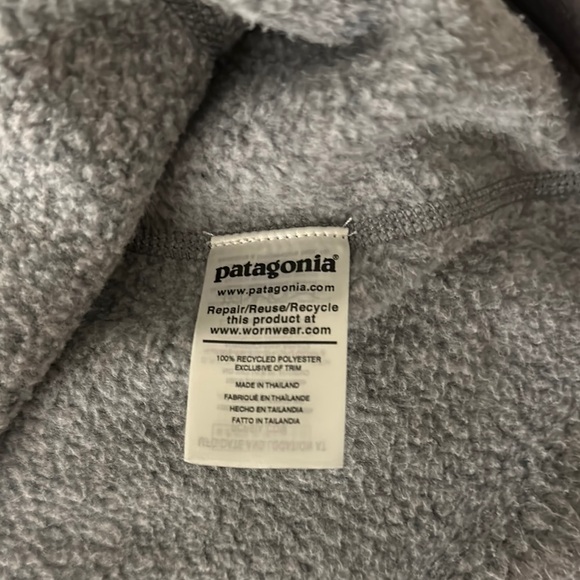 patagonia®
www.patagonia.com
Repair/Reuse/Recycle
this product at
www.wornwear.com
100% RECYCLED POLYESTER
EXCLUSIVE OF TRIM
MADE IN THAILAND
FABRIQUÉ EN THAÏLANDE
HECHO EN TAILANDIA
FATTO IN TAILANDIA